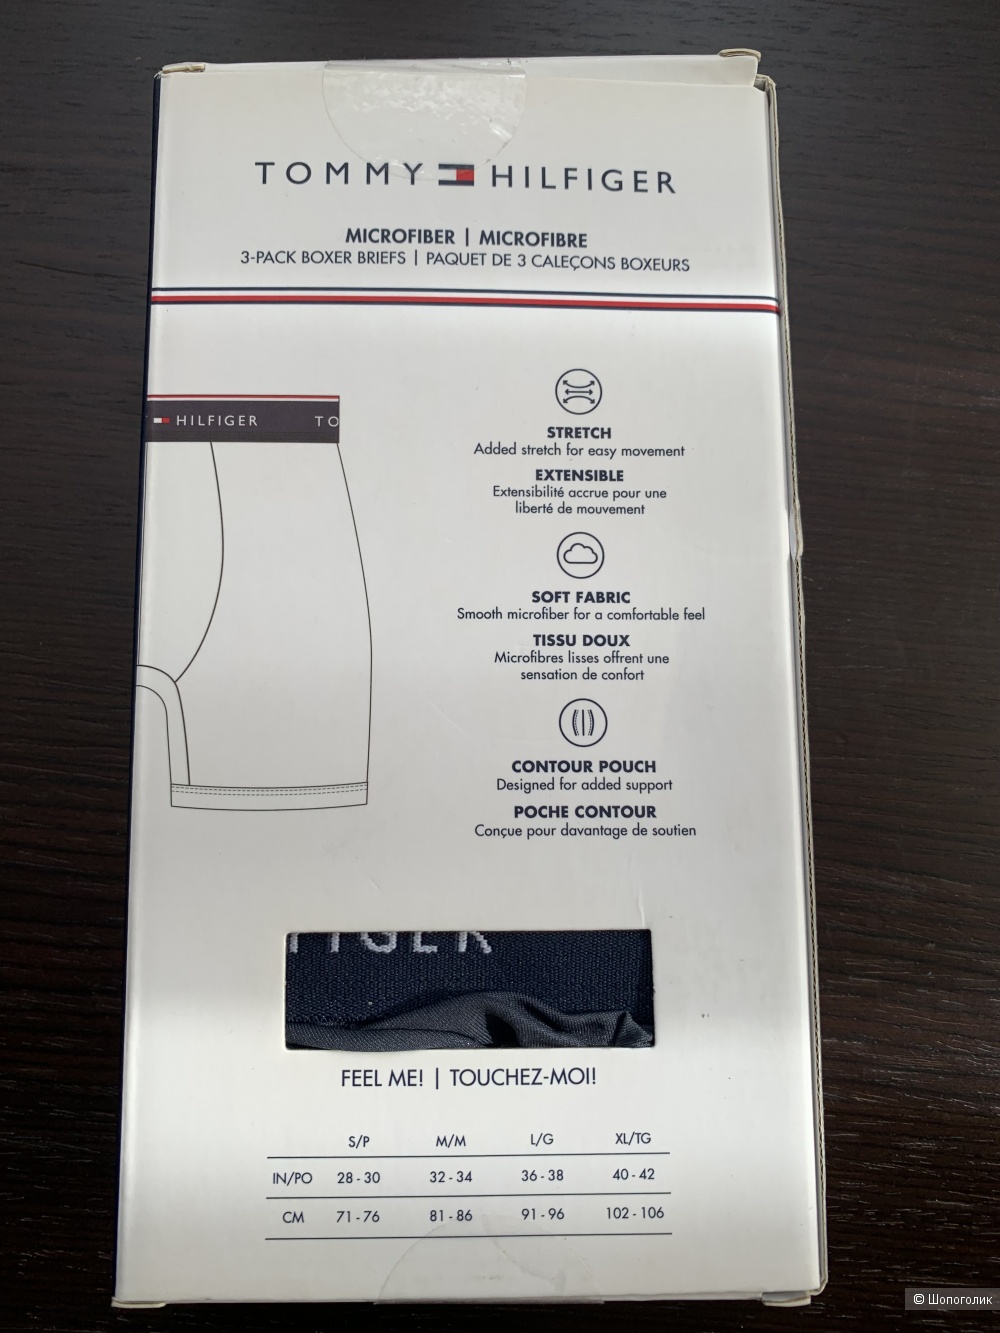 TOMMY HILFIGER
MICROFIBER | MICROFIBRE
3-PACK BOXER BRIEFS | PAQUET DE 3 CALEÇONS BOXEURS
HILFIGER TO
STRETCH
Added stretch for easy movement
EXTENSIBLE
Extensibilité accrue pour une
liberté de mouvement
SOFT FABRIC
Smooth microfiber for a comfortable feel
TISSU DOUX
Microfibres lisses offrent une
sensation de confort
CONTOUR POUCH
Designed for added support
POCHE CONTOUR
Conçue pour davantage de soutien
FIGER
FEEL ME! | TOUCHEZ-MOI!
S/P M/M L/G XL/TG
IN/PO 28 - 30 32 - 34 36 - 38 40 - 42
CM 71 - 76 81 - 86 91 - 96 102 - 106
© Шопоголик